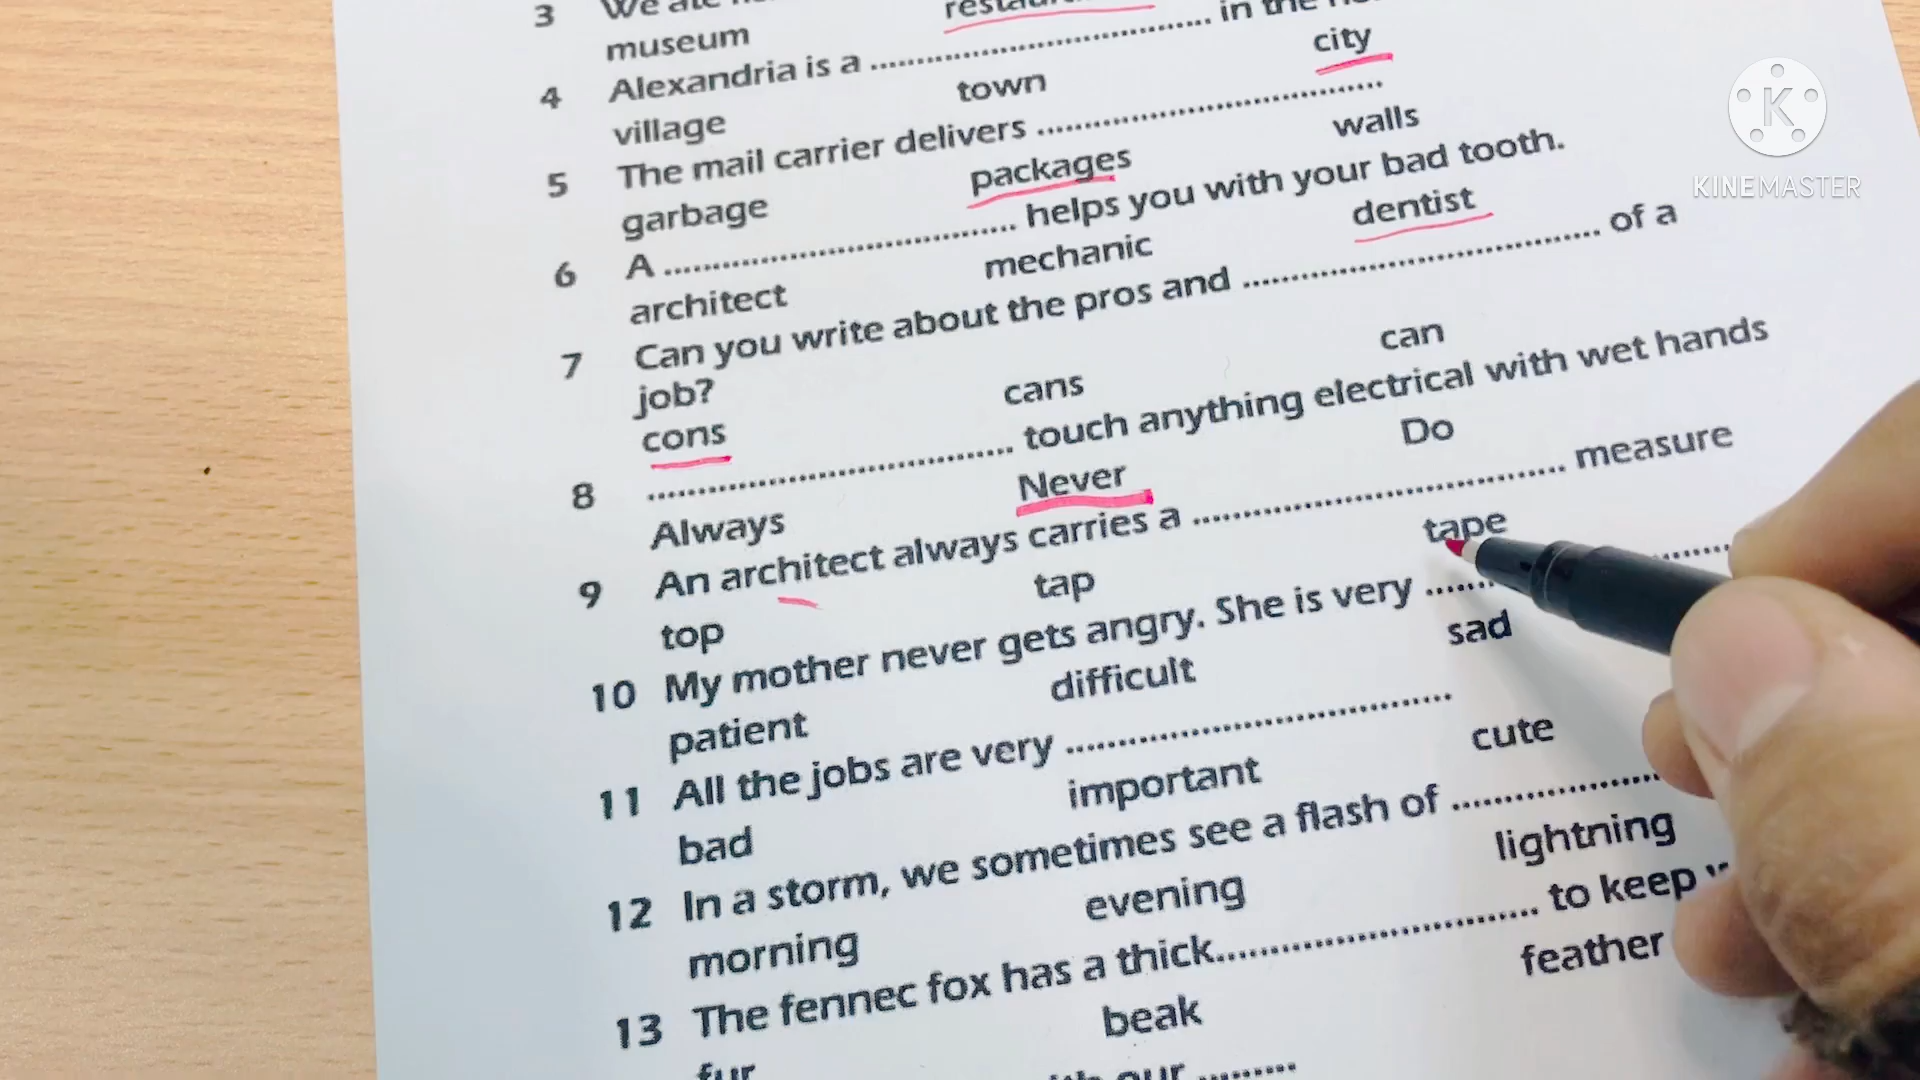 3 We ate
restaur
museum
4 Alexandria is a .................... in the
village town city
5 The mail carrier delivers ....................
garbage packages walls
6 A .................... helps you with your bad tooth.
architect mechanic dentist
7 Can you write about the pros and .................... of a
job?
cons cans can
8 .................... touch anything electrical with wet hands
Always Never Do
9 An architect always carries a .................... measure
top tap tape
10 My mother never gets angry. She is very ....................
patient difficult sad
11 All the jobs are very ....................
bad important cute
12 In a storm, we sometimes see a flash of ....................
morning evening lightning
13 The fennec fox has a thick.................... to keep
fur beak feather
our .........
KINEMASTER